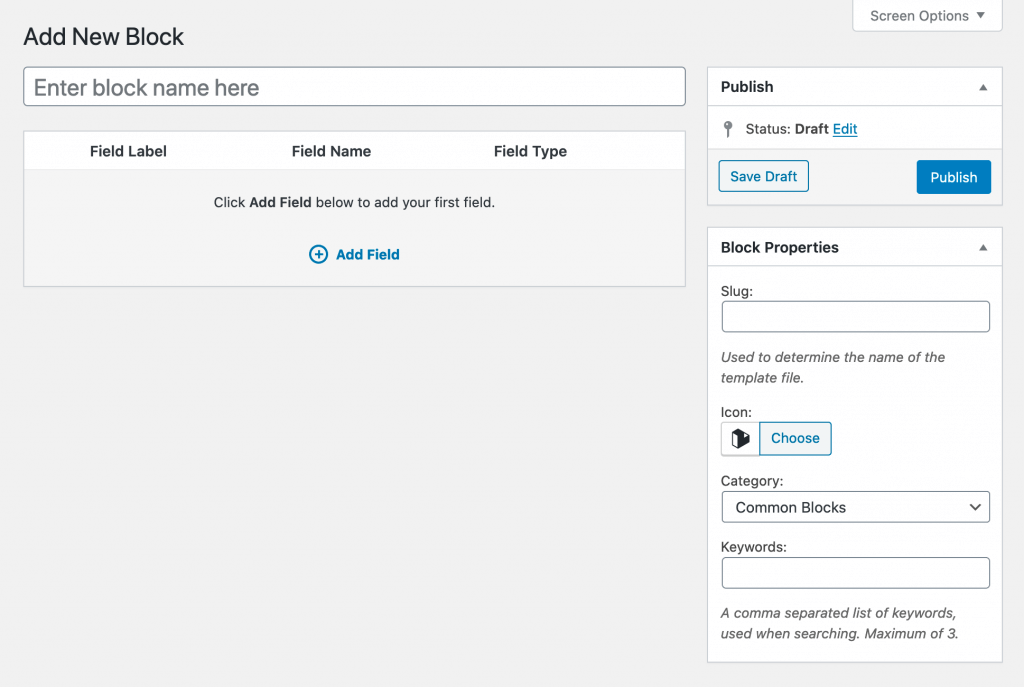 Screen Options
Add New Block
Enter block name here
Field Label Field Name Field Type
Click Add Field below to add your first field.
Add Field
Publish
Status: Draft Edit
Save Draft Publish
Block Properties
Slug:
Used to determine the name of the
template file.
Icon:
Choose
Category:
Common Blocks
Keywords:
A comma separated list of keywords,
used when searching. Maximum of 3.